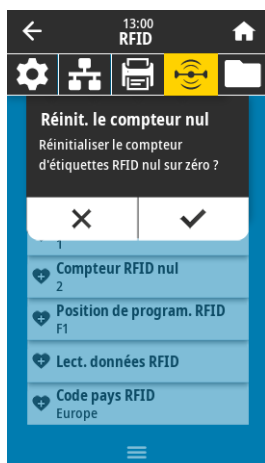 13:00
RFID
Réinit. le compteur nul
Réinitialiser le compteur
d'étiquettes RFID nul sur zéro ?
1
Compteur RFID nul
2
Position de program. RFID
F1
Lect. données RFID
Code pays RFID
Europe